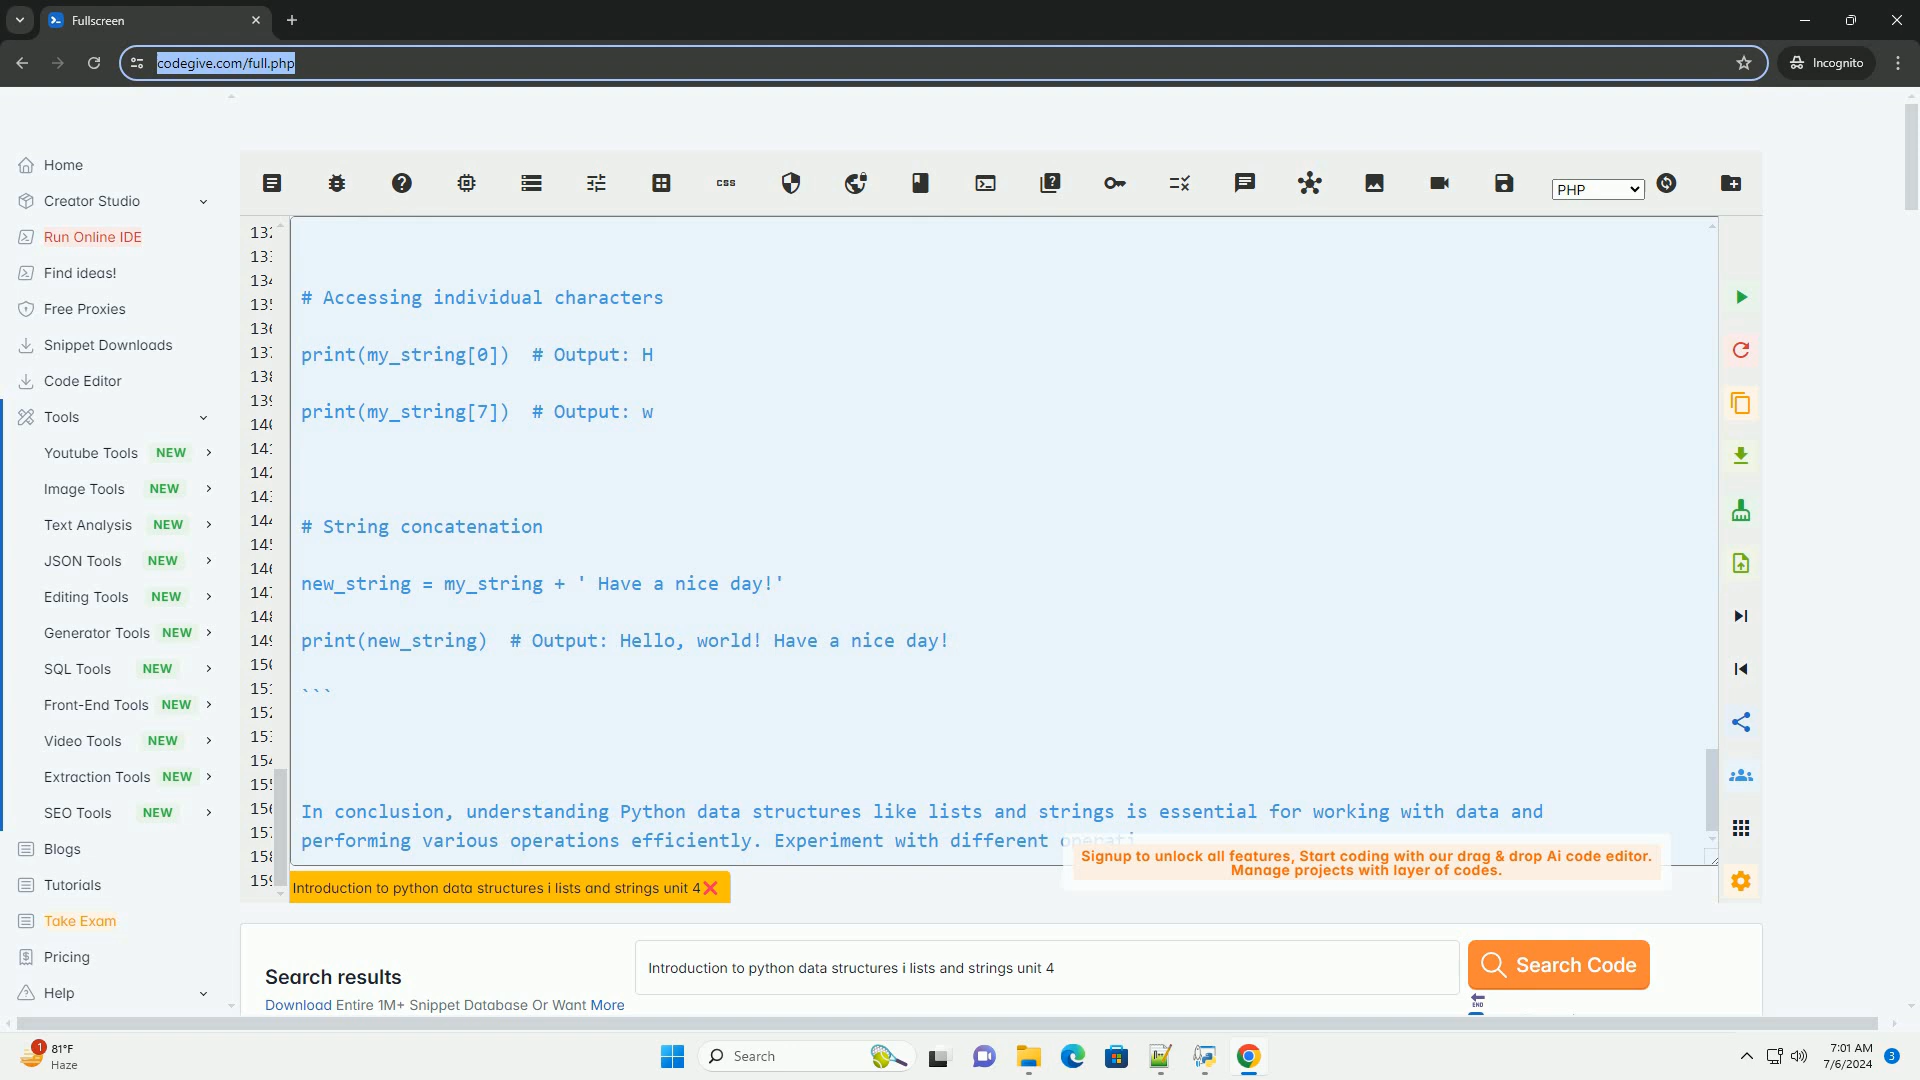 Fullscreen
codegive.com/full.php
Incognito
Home
Creator Studio
Run Online IDE
Find ideas!
Free Proxies
Snippet Downloads
Code Editor
Tools
Youtube Tools NEW
Image Tools NEW
Text Analysis NEW
JSON Tools NEW
Editing Tools NEW
Generator Tools NEW
SQL Tools NEW
Front-End Tools NEW
Video Tools NEW
Extraction Tools NEW
SEO Tools NEW
Blogs
Tutorials
Take Exam
Pricing
Help
css
PHP
# Accessing individual characters
print(my_string[0])  # Output: H
print(my_string[7])  # Output: w
# String concatenation
new_string = my_string + ' Have a nice day!'
print(new_string)  # Output: Hello, world! Have a nice day!
```
In conclusion, understanding Python data structures like lists and strings is essential for working with data and
performing various operations efficiently. Experiment with different operati
Signup to unlock all features, Start coding with our drag & drop Ai code editor.
Manage projects with layer of codes.
Introduction to python data structures i lists and strings unit 4
Search results
Download Entire 1M+ Snippet Database Or Want More
Introduction to python data structures i lists and strings unit 4
Search Code
END
1
81°F
Haze
Search
7:01 AM
7/6/2024
3